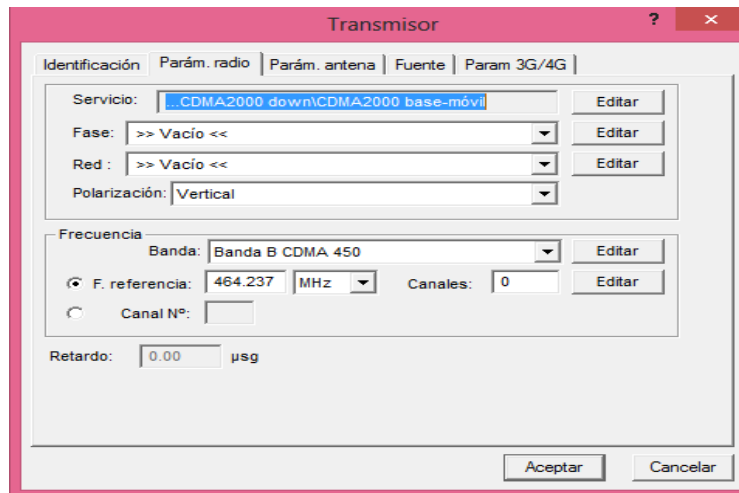 Transmisor ? ×
Identificación Parám. radio Parám. antena Fuente Param 3G/4G
Servicio: ...CDMA2000 down\CDMA2000 base-móvil Editar
Fase: >> Vacío << Editar
Red : >> Vacío << Editar
Polarización: Vertical
Frecuencia
Banda: Banda B CDMA 450 Editar
F. referencia: 464.237 MHz Canales: 0 Editar
Canal Nº:
Retardo: 0.00 µsg
Aceptar Cancelar